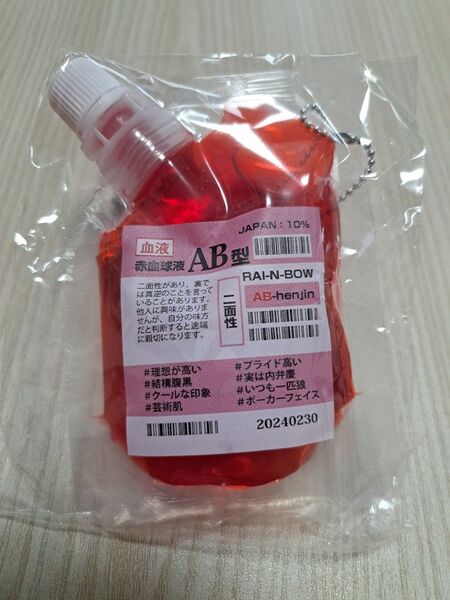 JAPAN：10%
血液
赤血球液 AB型
RAI-N-BOW
AB-henjin
二面性
二面性があり、裏で
は真逆のことを言って
いることがあります。
他人に興味がありま
せんが、自分の味方
だと判断すると途端
に親切になります。
#理想が高い
#結構腹黒
#クールな印象
#芸術肌
#プライド高い
#実は内弁慶
#いつも一匹狼
#ポーカーフェイス
20240230